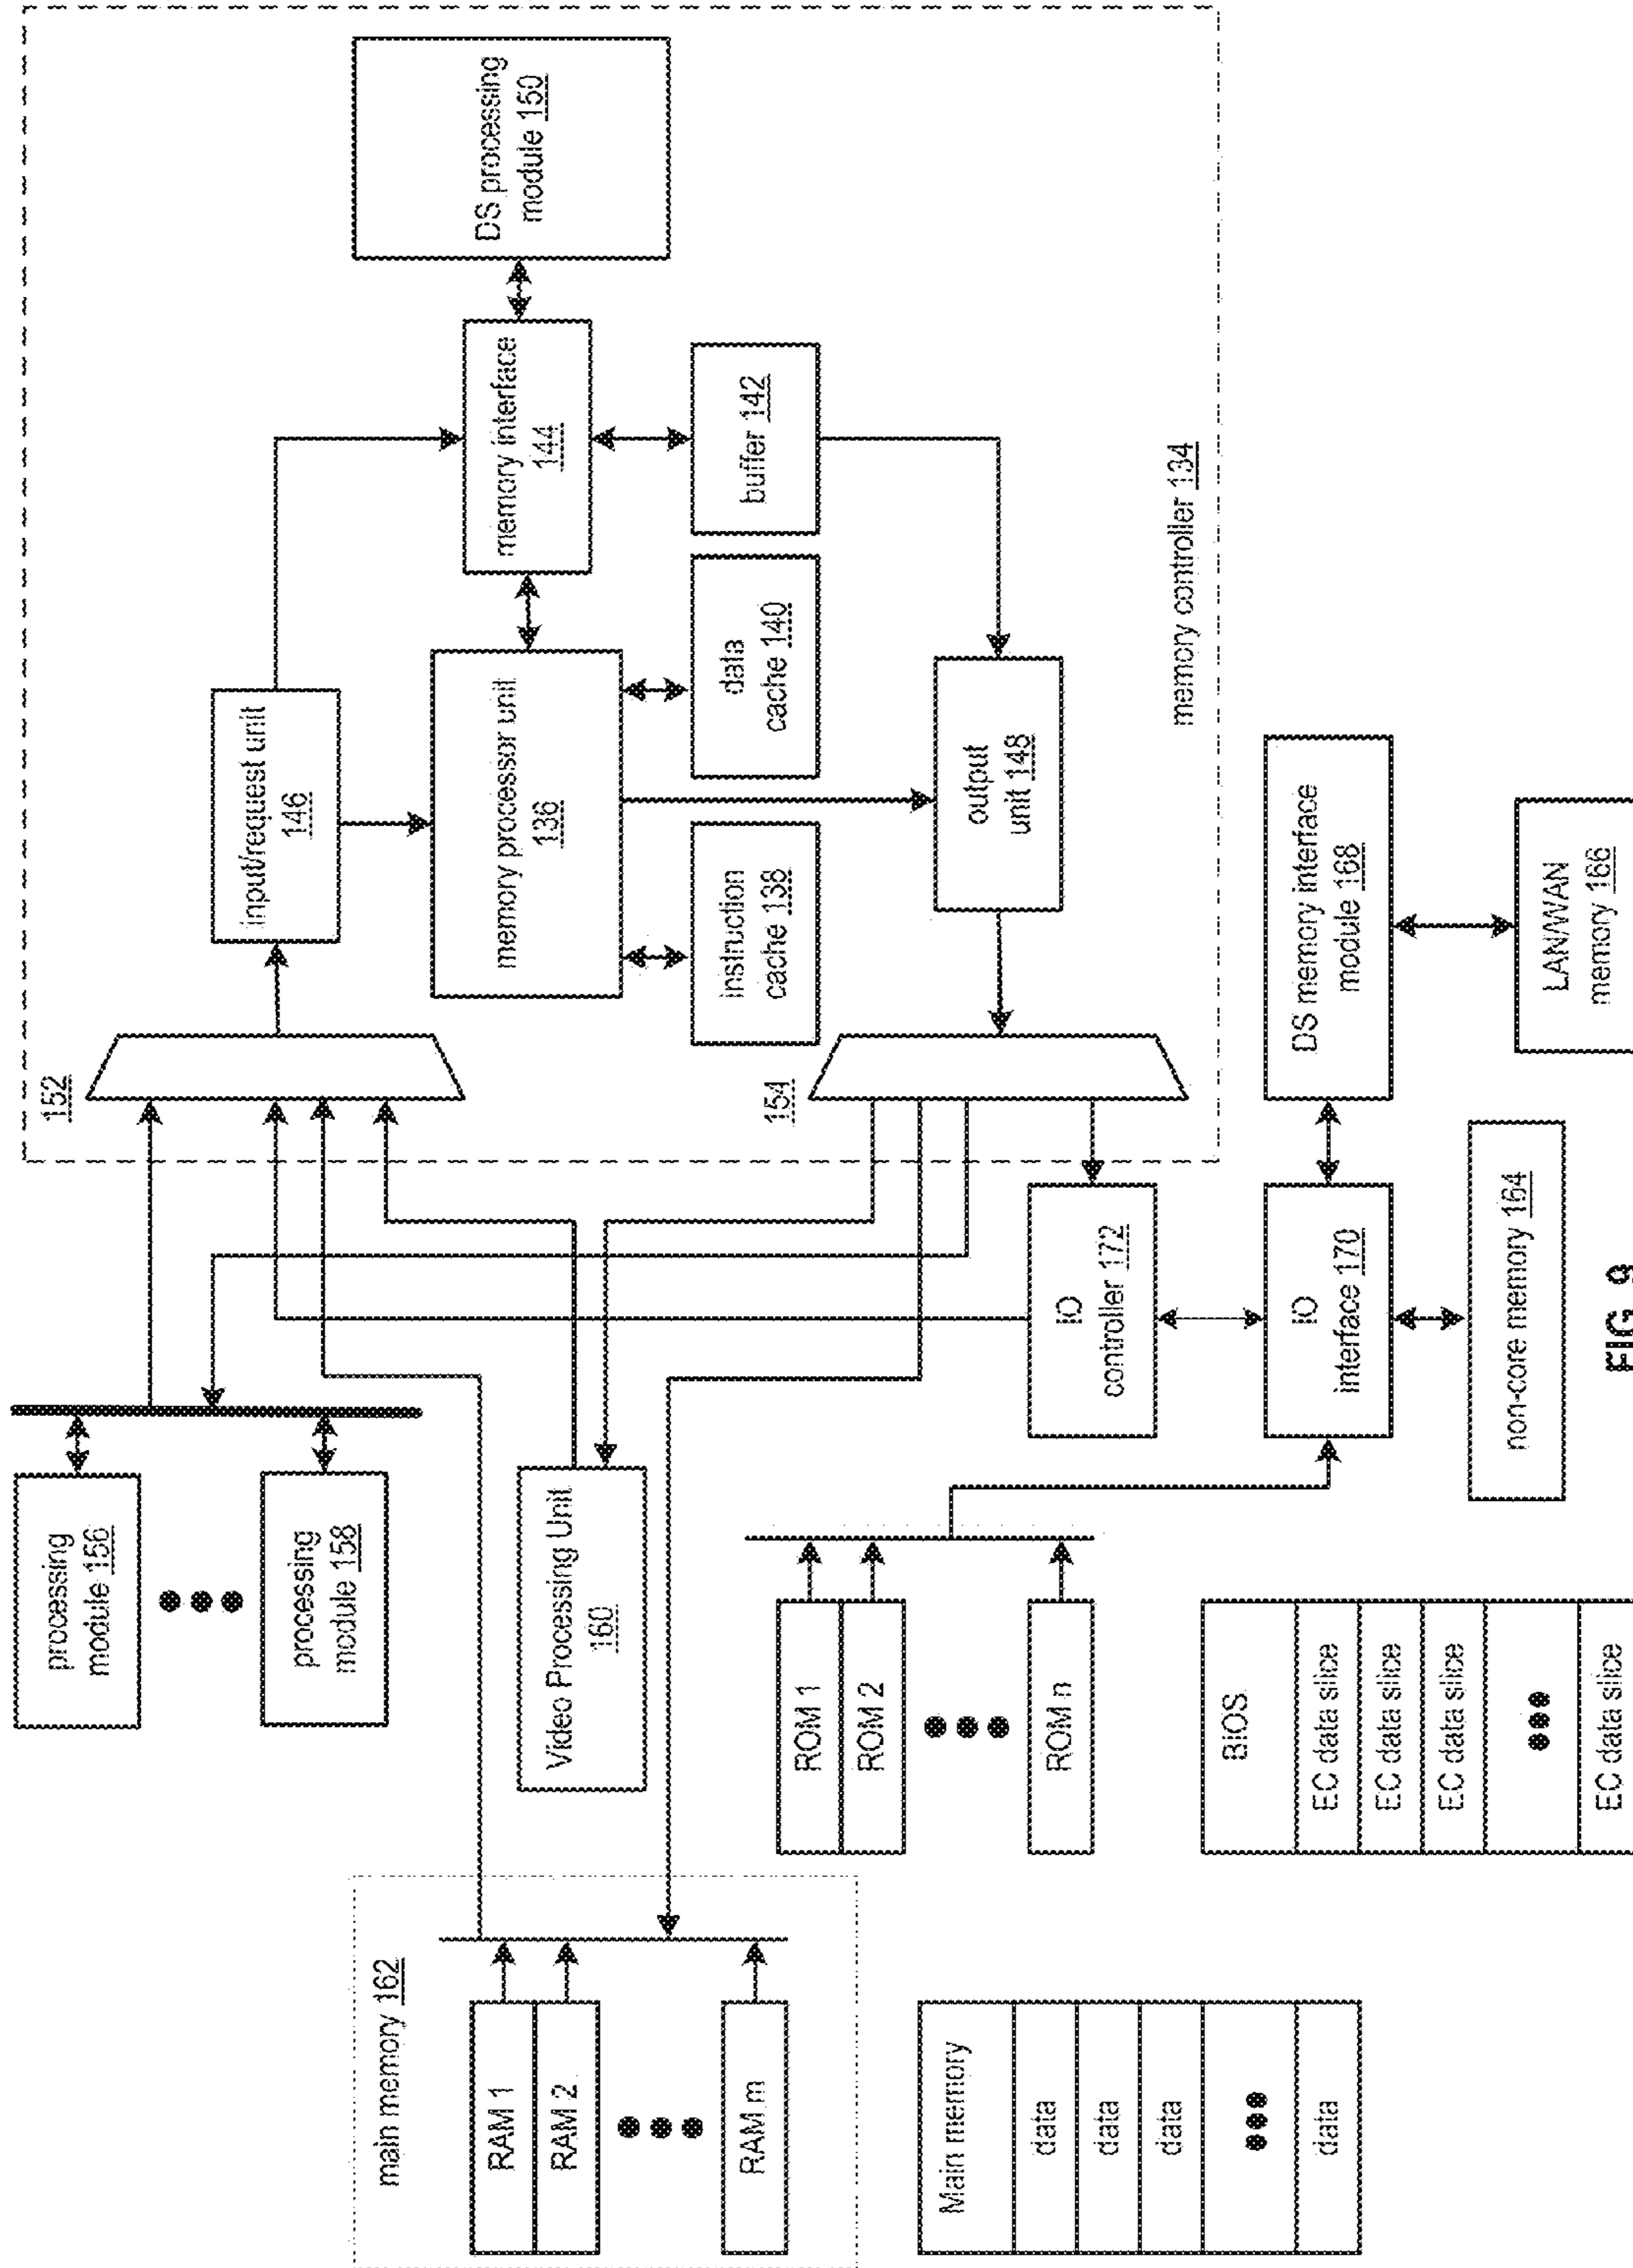 main memory 162
RAM 1
RAM 2
RAM m
Main memory
data
data
data
data
processing
module 156
processing
module 158
Video Processing Unit
160
ROM 1
ROM 2
ROM n
BIOS
EC data slice
EC data slice
EC data slice
EC data slice
IO
controller 172
IO
interface 170
non-core memory 164
152
154
input/request unit
146
memory processor unit
136
instruction
cache 138
data
cache 140
memory interface
144
buffer 142
DS processing
module 150
output
unit 148
memory controller 134
DS memory interface
module 168
LAN/WAN
memory 166
FIG. 9